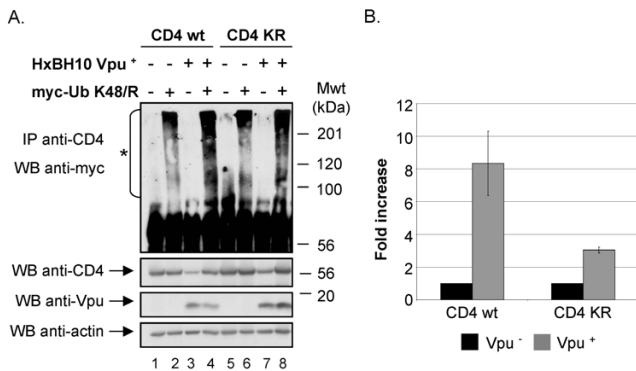 A.
CD4 wt CD4 KR
HxBH10 Vpu + - - + + - - + +
myc-Ub K48/R - + - + - + - +
Mwt
(kDa)
IP anti-CD4
WB anti-myc
*
201
120
100
56
WB anti-CD4
56
20
WB anti-Vpu
WB anti-actin
1 2 3 4 5 6 7 8
B.
Fold increase
12
10
8
6
4
2
0
CD4 wt CD4 KR
Vpu - Vpu +